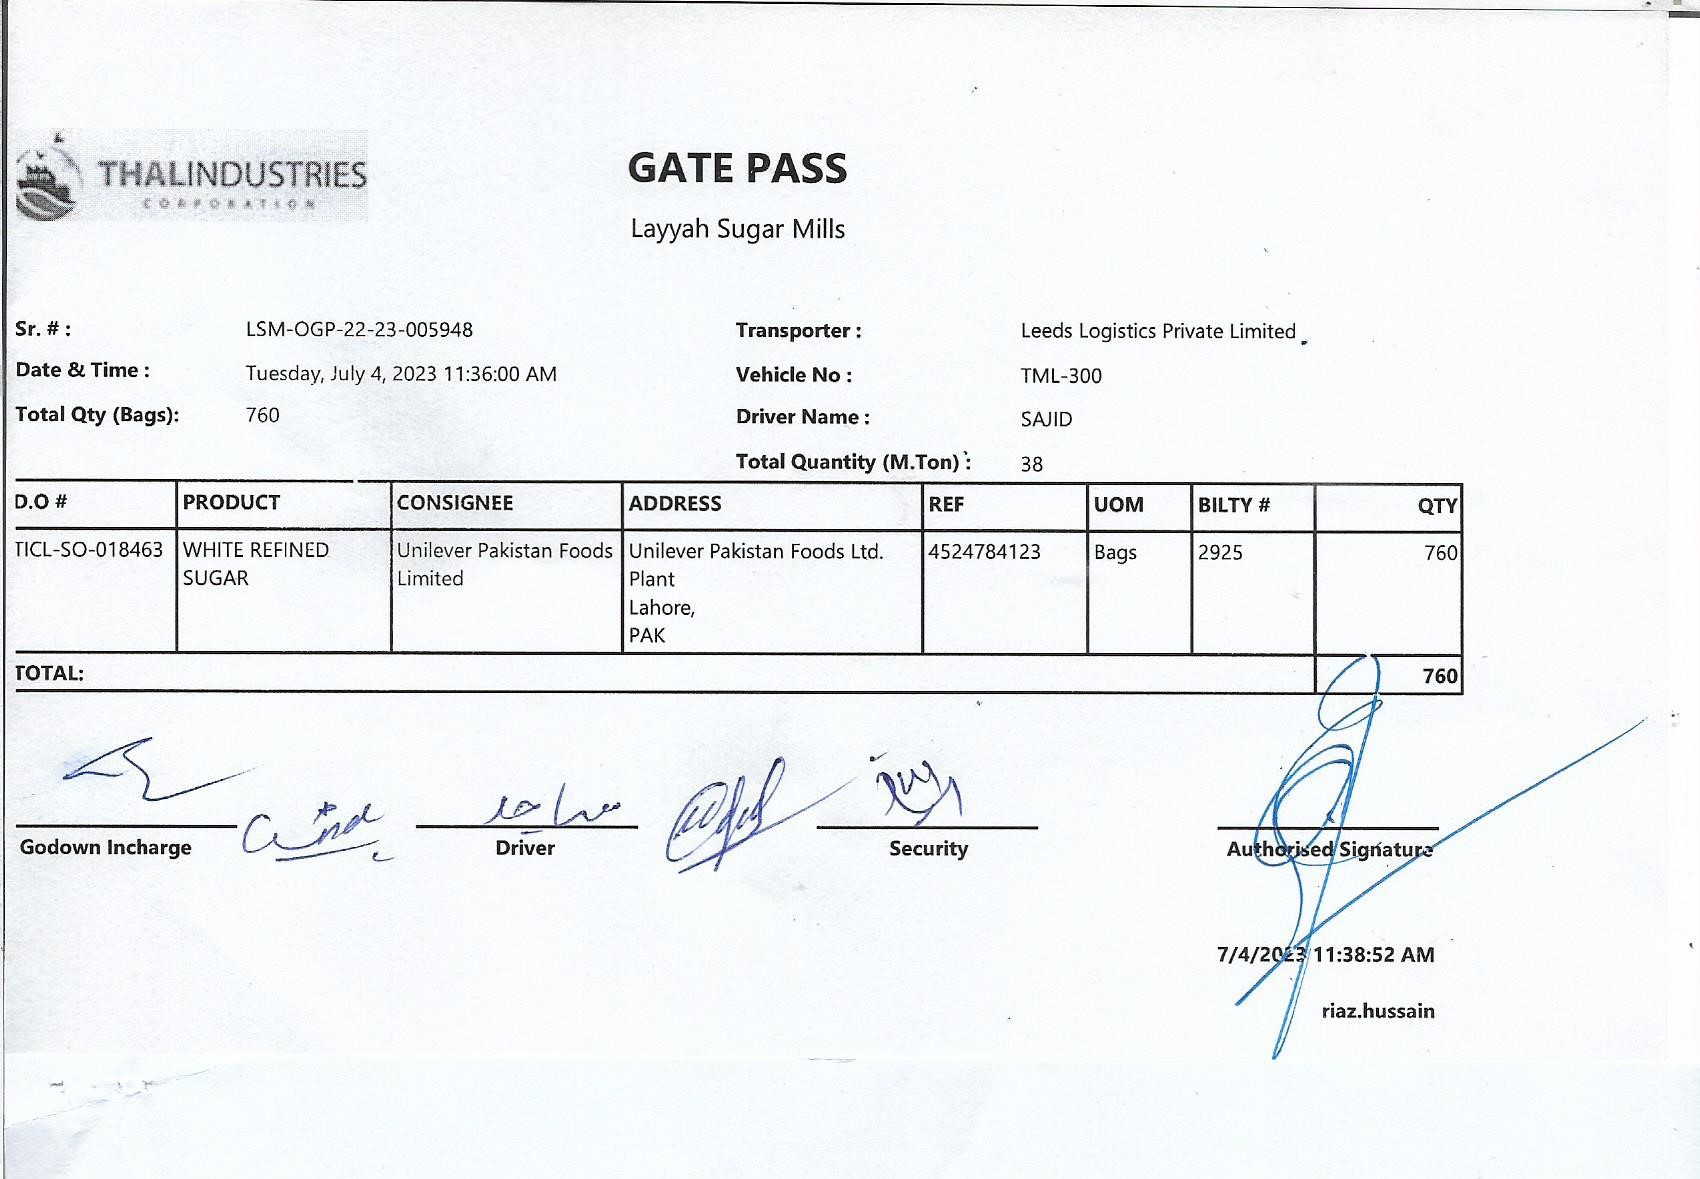 THALINDUSTRIES
CORPORATION
GATE PASS
Layyah Sugar Mills
Sr. # : LSM-OGP-22-23-005948
Transporter : Leeds Logistics Private Limited
Date & Time : Tuesday, July 4, 2023 11:36:00 AM
Vehicle No : TML-300
Total Qty (Bags): 760
Driver Name : SAJID
Total Quantity (M.Ton) : 38
D.O # PRODUCT CONSIGNEE ADDRESS REF UOM BILTY # QTY
TICL-SO-018463 WHITE REFINED Unilever Pakistan Foods Unilever Pakistan Foods Ltd. 4524784123 Bags 2925 760
SUGAR Limited Plant
Lahore,
PAK
TOTAL: 760
ساجد
Godown Incharge Driver Security Authorised Signature
7/4/2023 11:38:52 AM
riaz.hussain